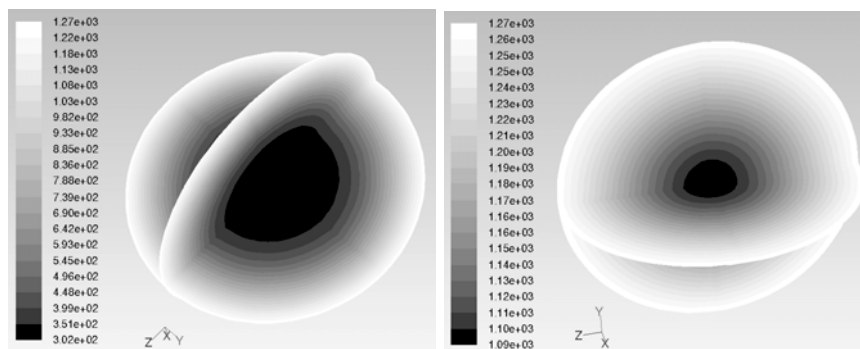 1.27e+03
1.22e+03
1.18e+03
1.13e+03
1.08e+03
1.03e+03
9.82e+02
9.33e+02
8.85e+02
8.36e+02
7.88e+02
7.39e+02
6.90e+02
6.42e+02
5.93e+02
5.45e+02
4.96e+02
4.48e+02
3.99e+02
3.51e+02
3.02e+02
Z X Y
1.27e+03
1.26e+03
1.25e+03
1.24e+03
1.23e+03
1.22e+03
1.21e+03
1.20e+03
1.19e+03
1.18e+03
1.17e+03
1.16e+03
1.16e+03
1.15e+03
1.14e+03
1.13e+03
1.12e+03
1.11e+03
1.10e+03
1.09e+03
Y
Z
X